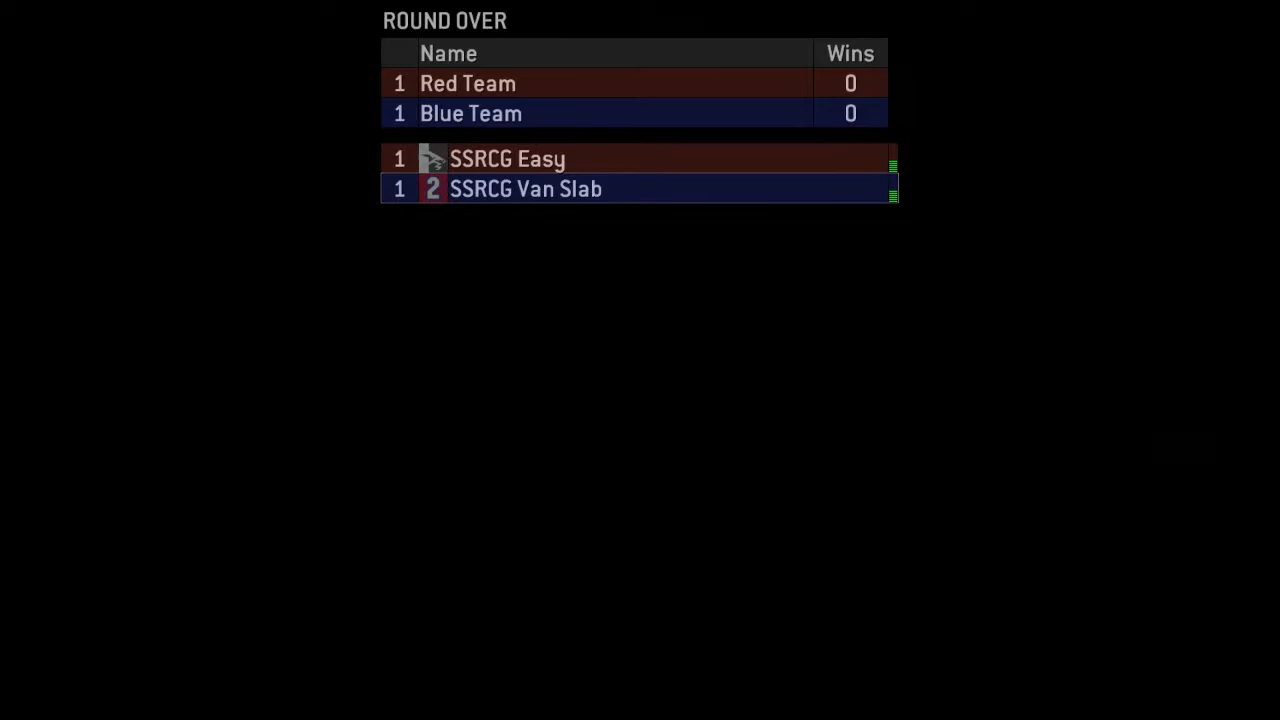 ROUND OVER
Name Wins
1 Red Team 0
1 Blue Team 0
1 SSRCG Easy
1 2 SSRCG Van Slab